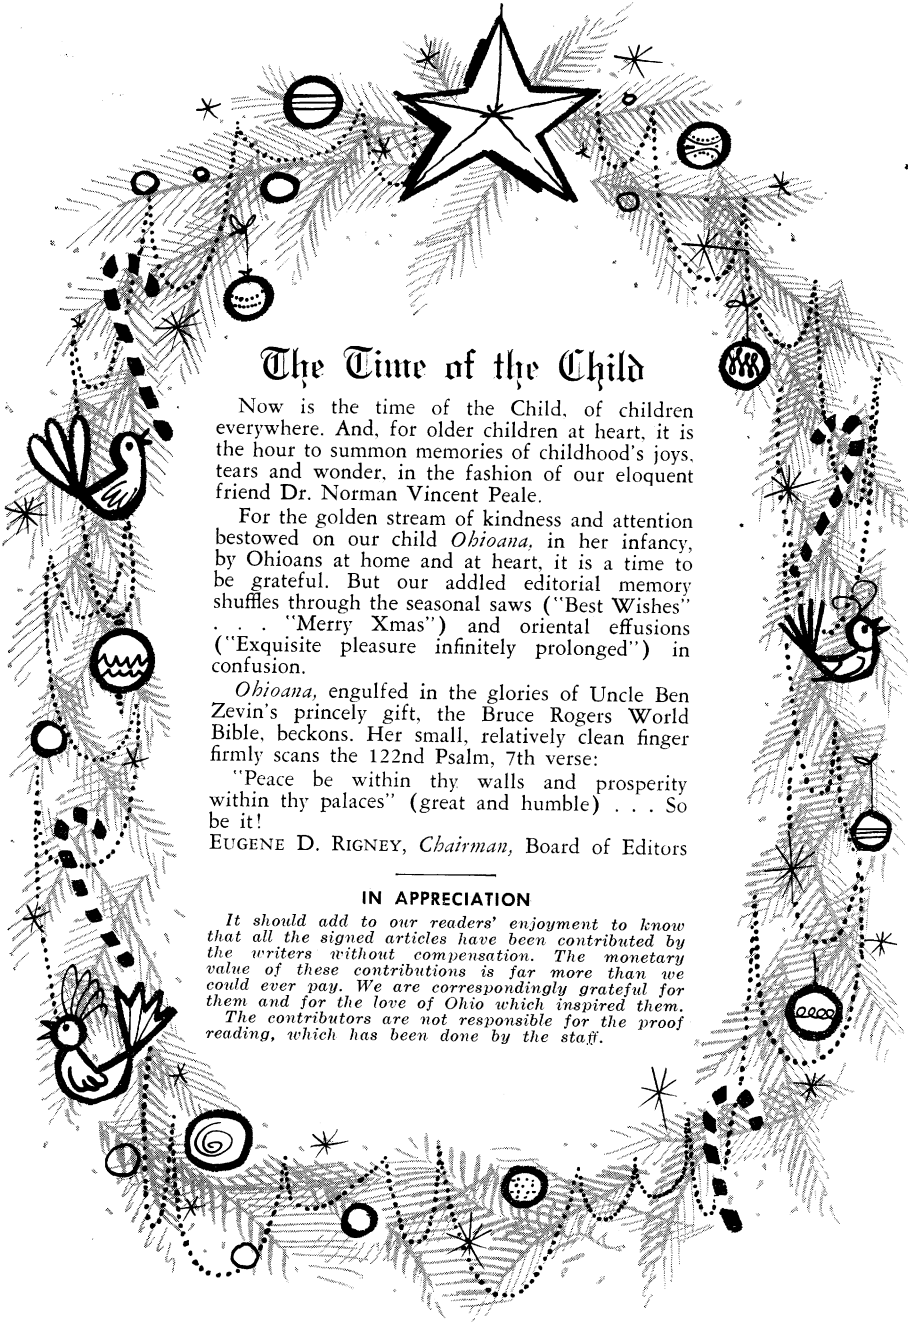 The Time of the Child
Now is the time of the Child, of children
everywhere. And, for older children at heart, it is
the hour to summon memories of childhood's joys,
tears and wonder, in the fashion of our eloquent
friend Dr. Norman Vincent Peale.
For the golden stream of kindness and attention
bestowed on our child Ohioana, in her infancy,
by Ohioans at home and at heart, it is a time to
be grateful. But our addled editorial memory
shuffles through the seasonal saws ("Best Wishes"
. . . "Merry Xmas") and oriental effusions
("Exquisite pleasure infinitely prolonged") in
confusion.
Ohioana, engulfed in the glories of Uncle Ben
Zevin's princely gift, the Bruce Rogers World
Bible, beckons. Her small, relatively clean finger
firmly scans the 122nd Psalm, 7th verse:
"Peace be within thy walls and prosperity
within thy palaces" (great and humble) . . . So
be it!
EUGENE D. RIGNEY, Chairman, Board of Editors
IN APPRECIATION
It should add to our readers' enjoyment to know
that all the signed articles have been contributed by
the writers without compensation. The monetary
value of these contributions is far more than we
could ever pay. We are correspondingly grateful for
them and for the love of Ohio which inspired them.
The contributors are not responsible for the proof
reading, which has been done by the staff.